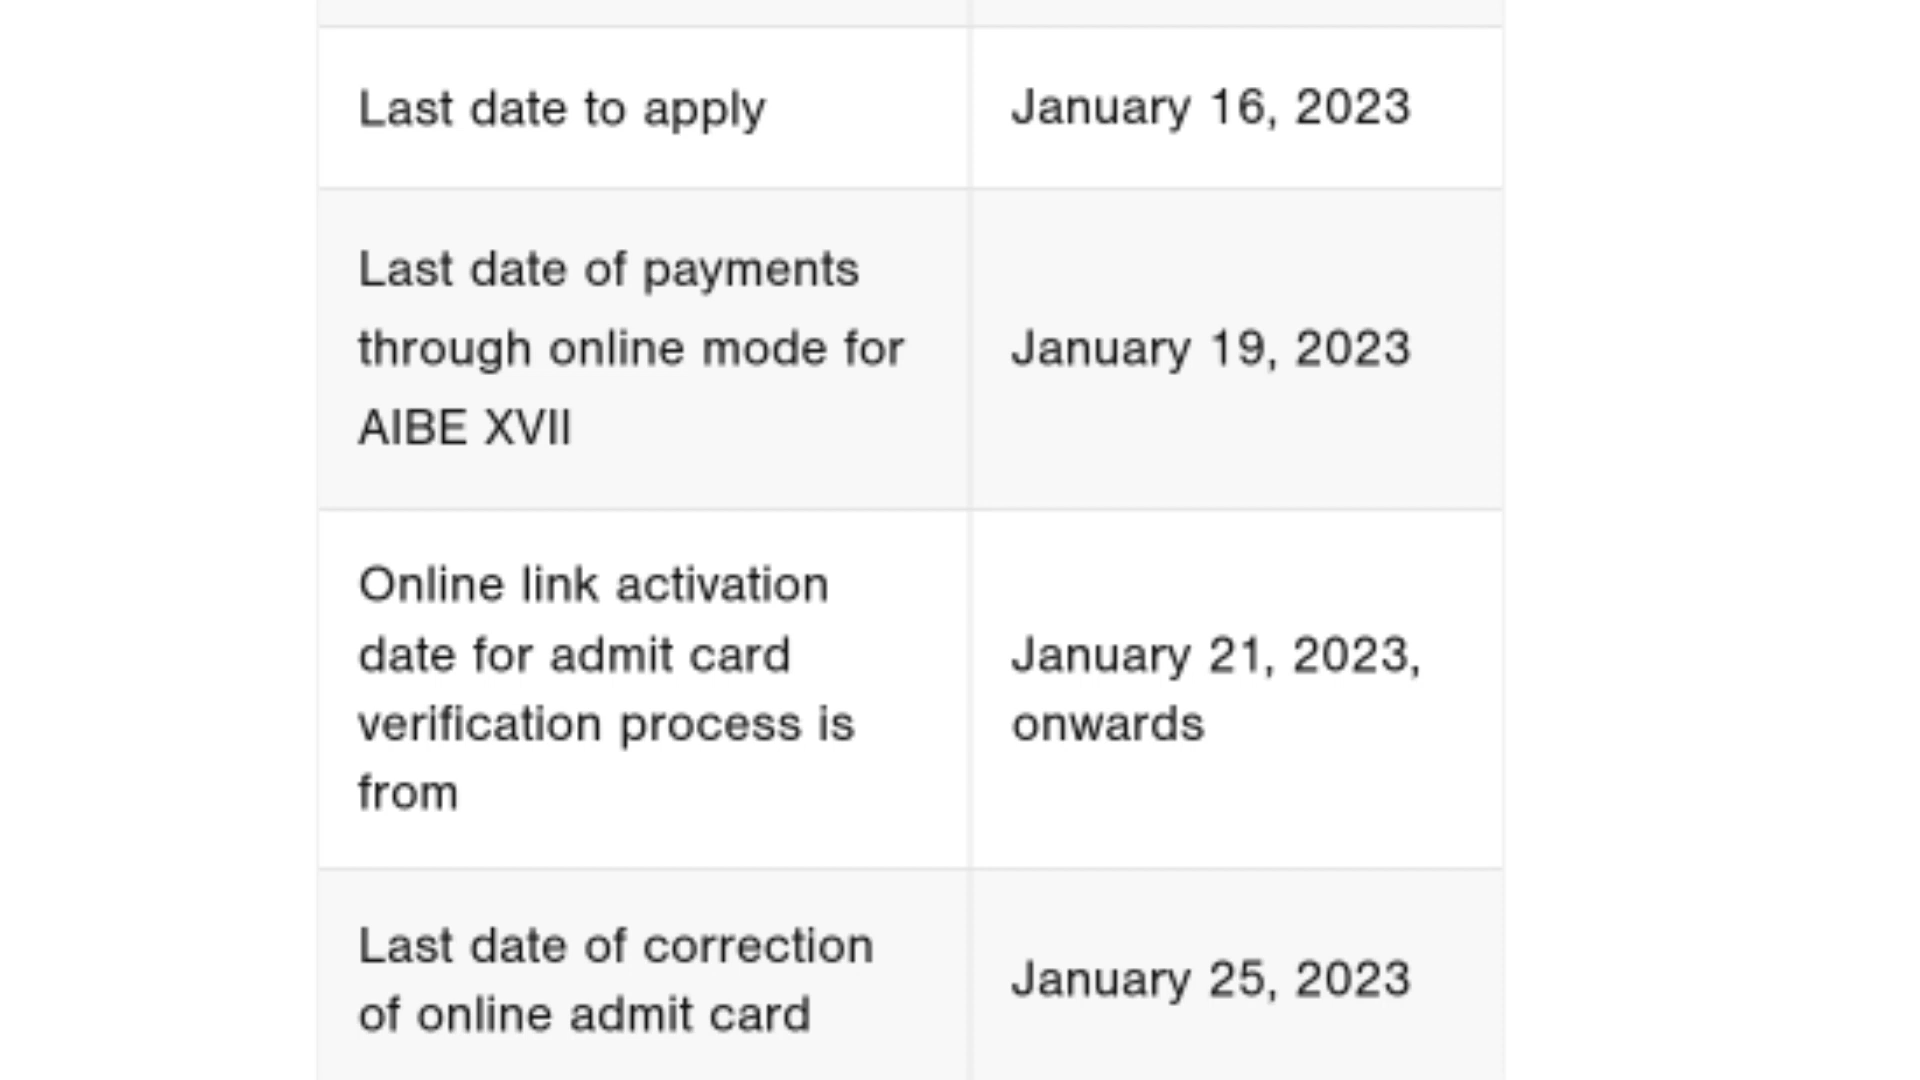 Last date to apply
January 16, 2023
Last date of payments
through online mode for
AIBE XVII
January 19, 2023
Online link activation
date for admit card
verification process is
from
January 21, 2023,
onwards
Last date of correction
of online admit card
January 25, 2023